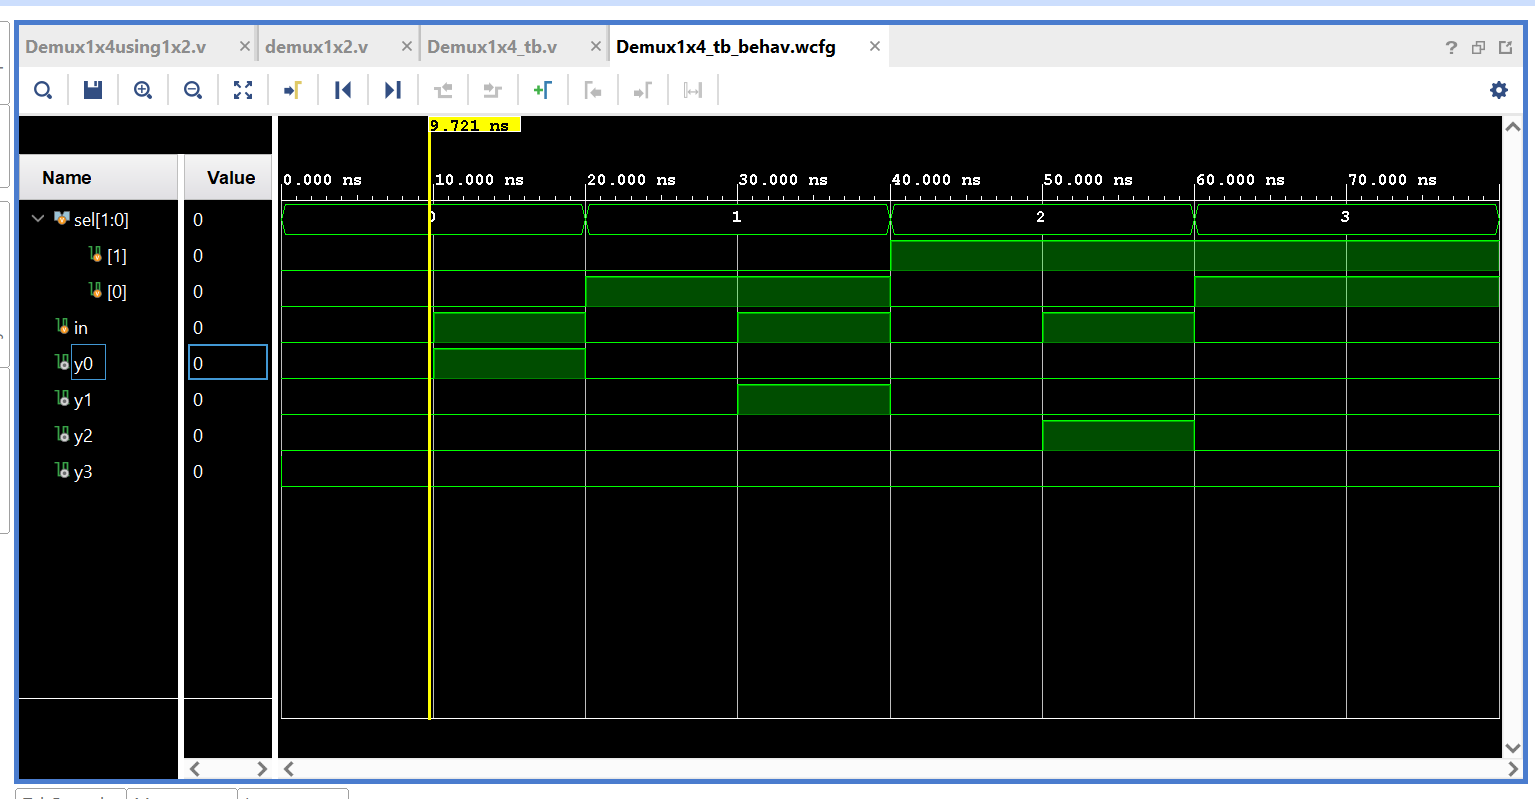 Demux1x4using1x2.v demux1x2.v Demux1x4_tb.v Demux1x4_tb_behav.wcfg
9.721 ns
Name Value 0.000 ns 10.000 ns 20.000 ns 30.000 ns 40.000 ns 50.000 ns 60.000 ns 70.000 ns
sel[1:0] 0 0 1 2 3
[1] 0
[0] 0
in 0
y0 0
y1 0
y2 0
y3 0